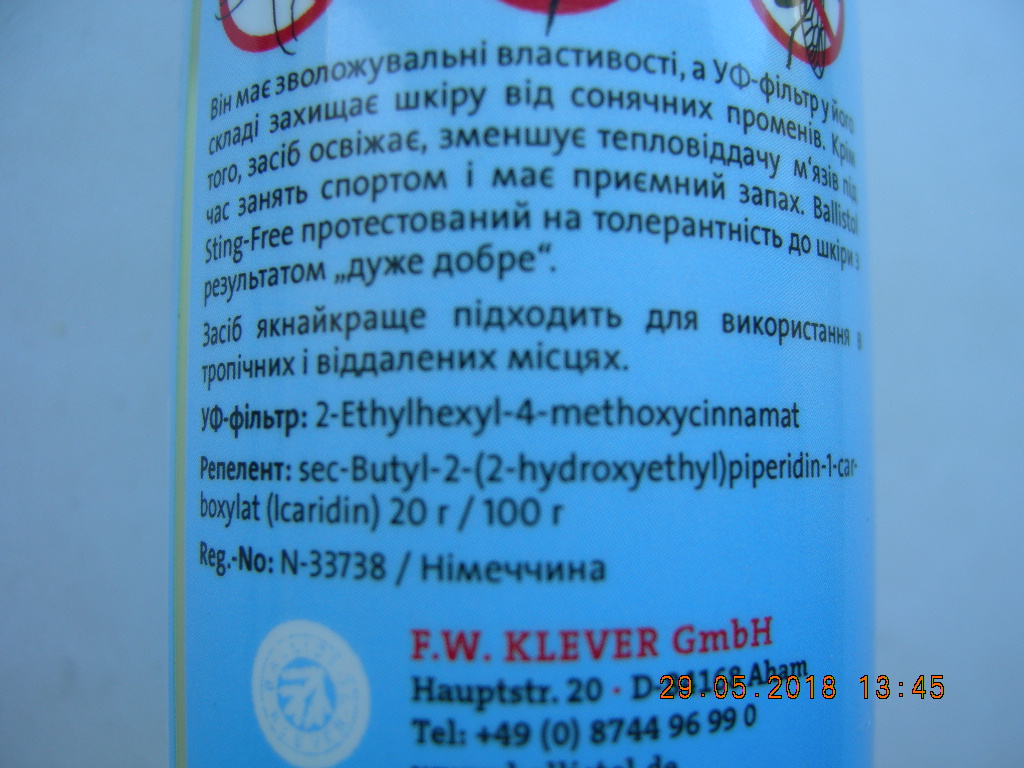 Він має зволожувальні властивості, а УФ-фільтр у його
складі захищає шкіру від сонячних променів. Крім
того, засіб освіжає, зменшує тепловіддачу м'язів під
час занять спортом і має приємний запах. Ballistol
Sting-Free протестований на толерантність до шкіри з
результатом „дуже добре“.
Засіб якнайкраще підходить для використання в
тропічних і віддалених місцях.
УФ-фільтр: 2-Ethylhexyl-4-methoxycinnamat
Репелент: sec-Butyl-2-(2-hydroxyethyl)piperidin-1-car-
boxylat (Icaridin) 20 г / 100 г
Reg.-No: N-33738 / Німеччина
F.W. KLEVER GmbH
Hauptstr. 20 · D-84168 Aham
29.05.2018 13:45
Tel: +49 (0) 8744 96 99 0